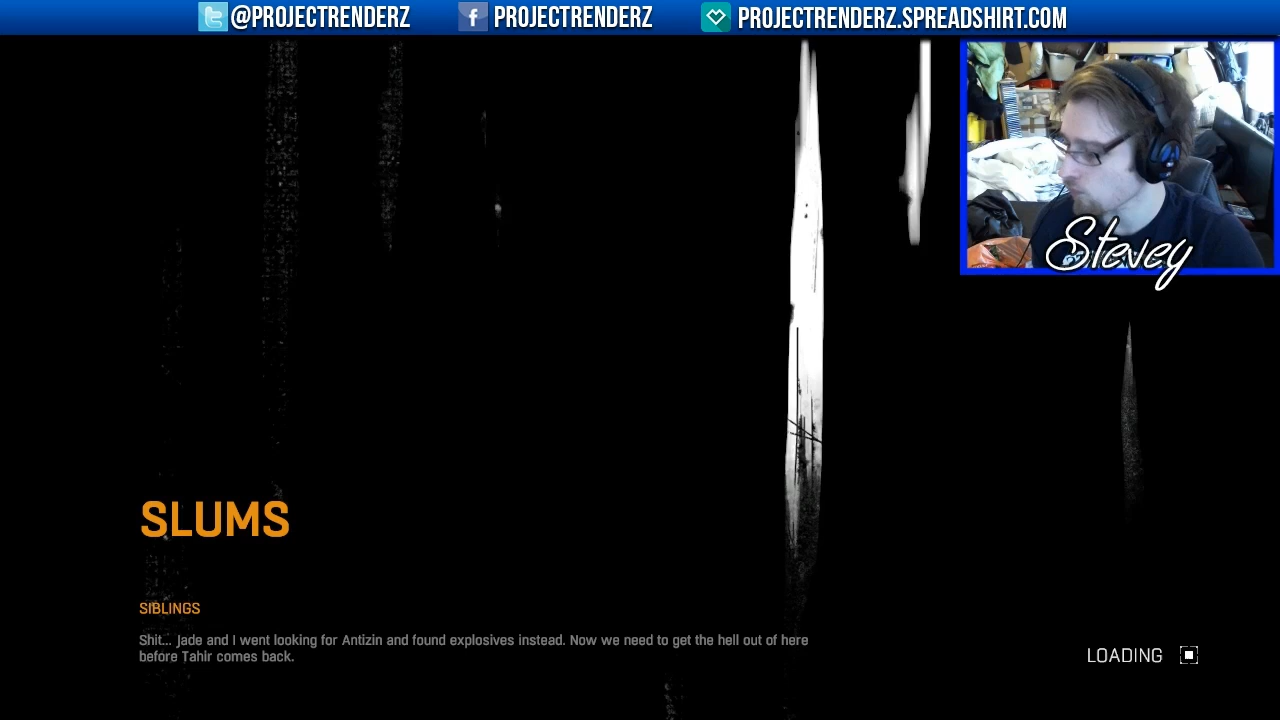 @PROJECTRENDERZ PROJECTRENDERZ PROJECTRENDERZ.SPREADSHIRT.COM
Stevey
SLUMS
SIBLINGS
Shit... Jade and I went looking for Antizin and found explosives instead. Now we need to get the hell out of here
before Tahir comes back.
LOADING